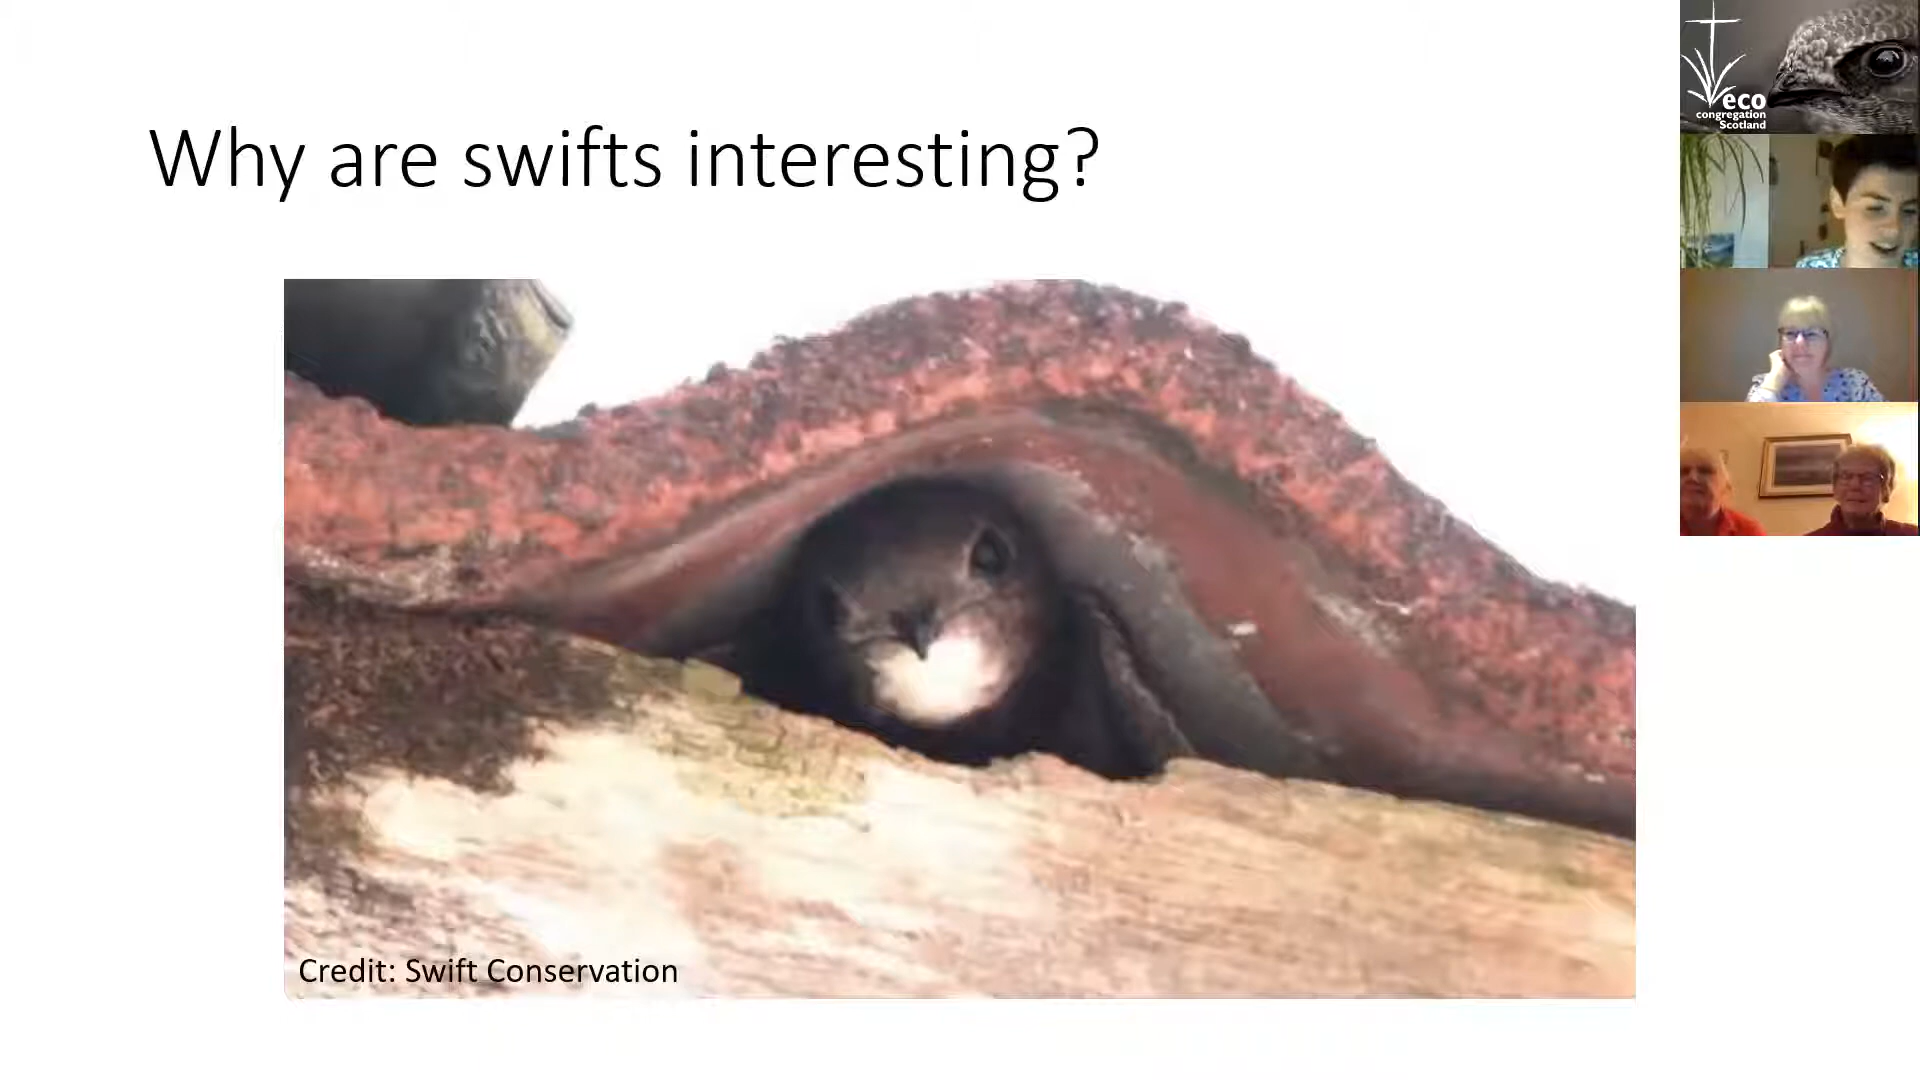 Why are swifts interesting?
eco
congregation
Scotland
Credit: Swift Conservation